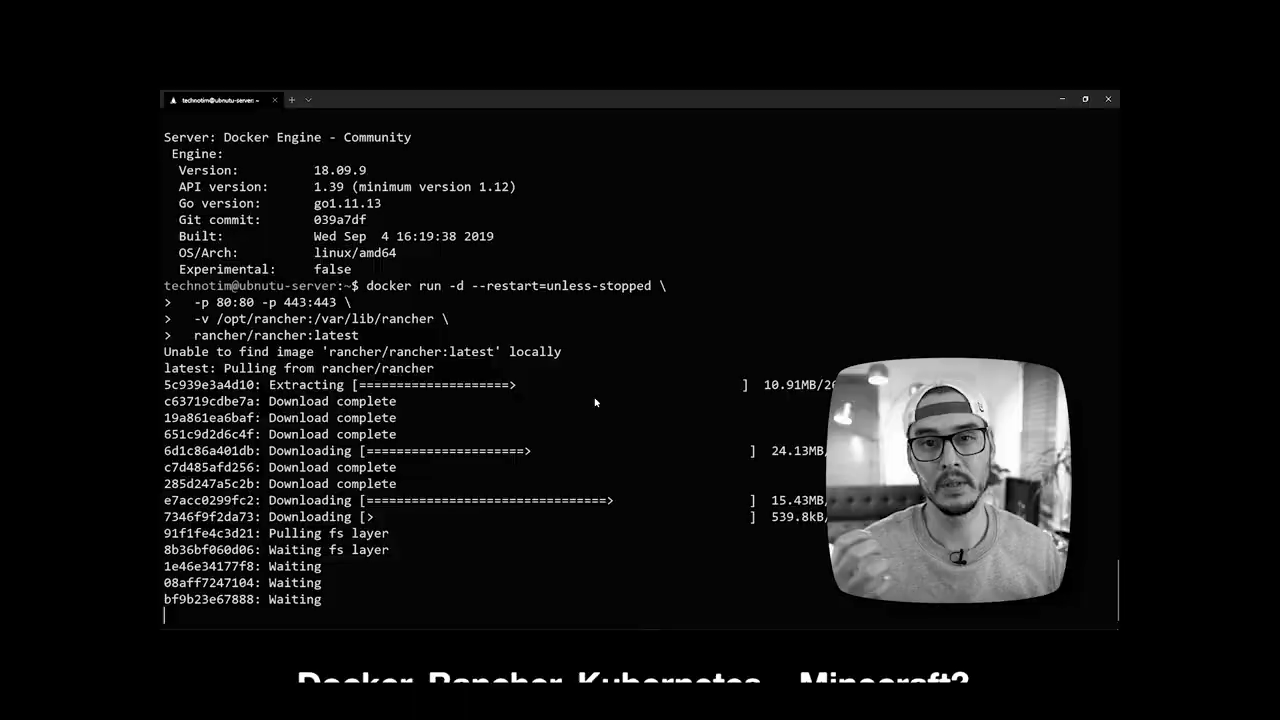 technotim@ubnutu-server: ~
Server: Docker Engine - Community
Engine:
Version: 18.09.9
API version: 1.39 (minimum version 1.12)
Go version: go1.11.13
Git commit: 039a7df
Built: Wed Sep  4 16:19:38 2019
OS/Arch: linux/amd64
Experimental: false
technotim@ubnutu-server:~$ docker run -d --restart=unless-stopped \
> -p 80:80 -p 443:443 \
> -v /opt/rancher:/var/lib/rancher \
> rancher/rancher:latest
Unable to find image 'rancher/rancher:latest' locally
latest: Pulling from rancher/rancher
5c939e3a4d10: Extracting [====================> ] 10.91MB/26
c63719cdbe7a: Download complete
19a861ea6baf: Download complete
651c9d2d6c4f: Download complete
6d1c86a401db: Downloading [=====================> ] 24.13MB/
c7d485afd256: Download complete
285d247a5c2b: Download complete
e7acc0299fc2: Downloading [================================> ] 15.43MB/
7346f9f2da73: Downloading [> ] 539.8kB/
91f1fe4c3d21: Pulling fs layer
8b36bf060d06: Waiting fs layer
1e46e34177f8: Waiting
08aff7247104: Waiting
bf9b23e67888: Waiting
Docker, Rancher, Kubernetes... Minecraft?